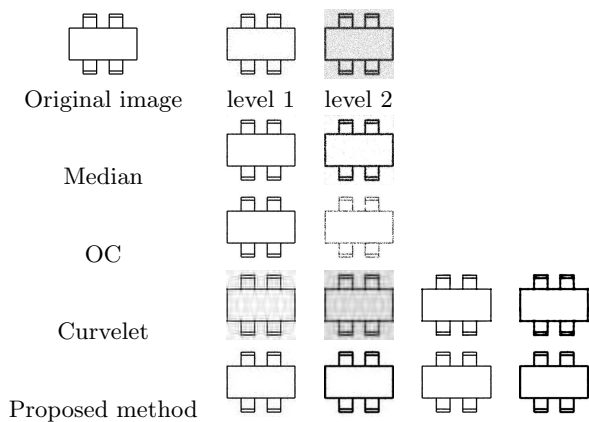 Original image level 1 level 2
Median
OC
Curvelet
Proposed method